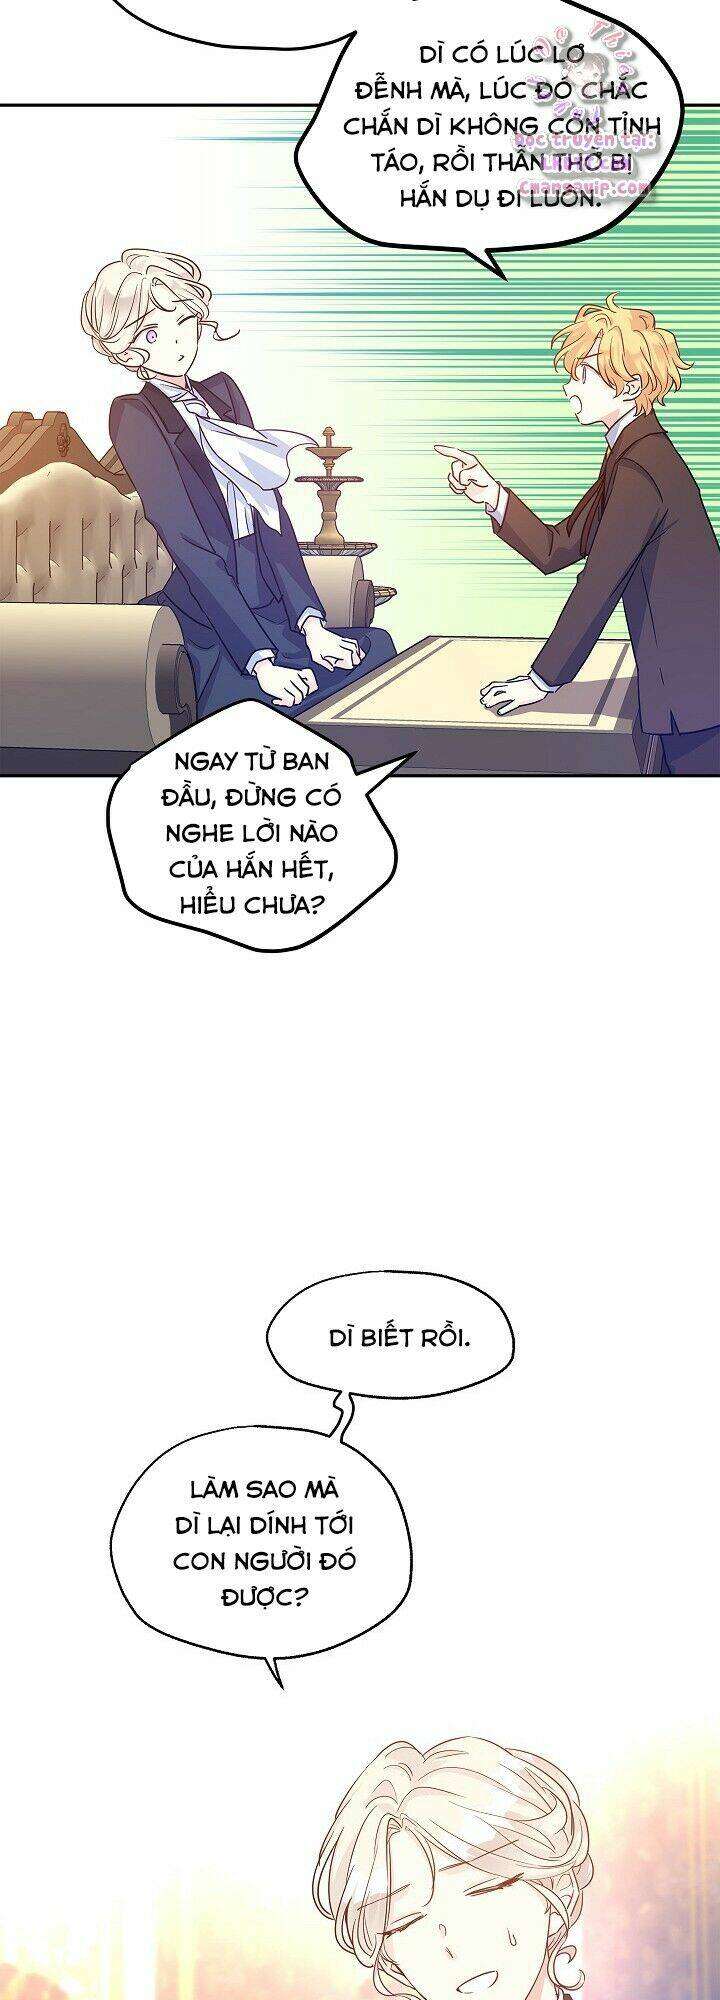 DÌ CÓ LÚC LƠ
ĐỄNH MÀ, LÚC ĐÓ CHẮC
CHẮN DÌ KHÔNG CÒN TỈNH
TÁO, RỒI THẪN THỜ BỊ
HẮN DỤ ĐI LUÔN.
Đọc truyện tại:
cmangavip.com
NGAY TỪ BAN
ĐẦU, ĐỪNG CÓ
NGHE LỜI NÀO
CỦA HẮN HẾT,
HIỂU CHƯA?
DÌ BIẾT RỒI.
LÀM SAO MÀ
DÌ LẠI DÍNH TỚI
CON NGƯỜI ĐÓ
ĐƯỢC?